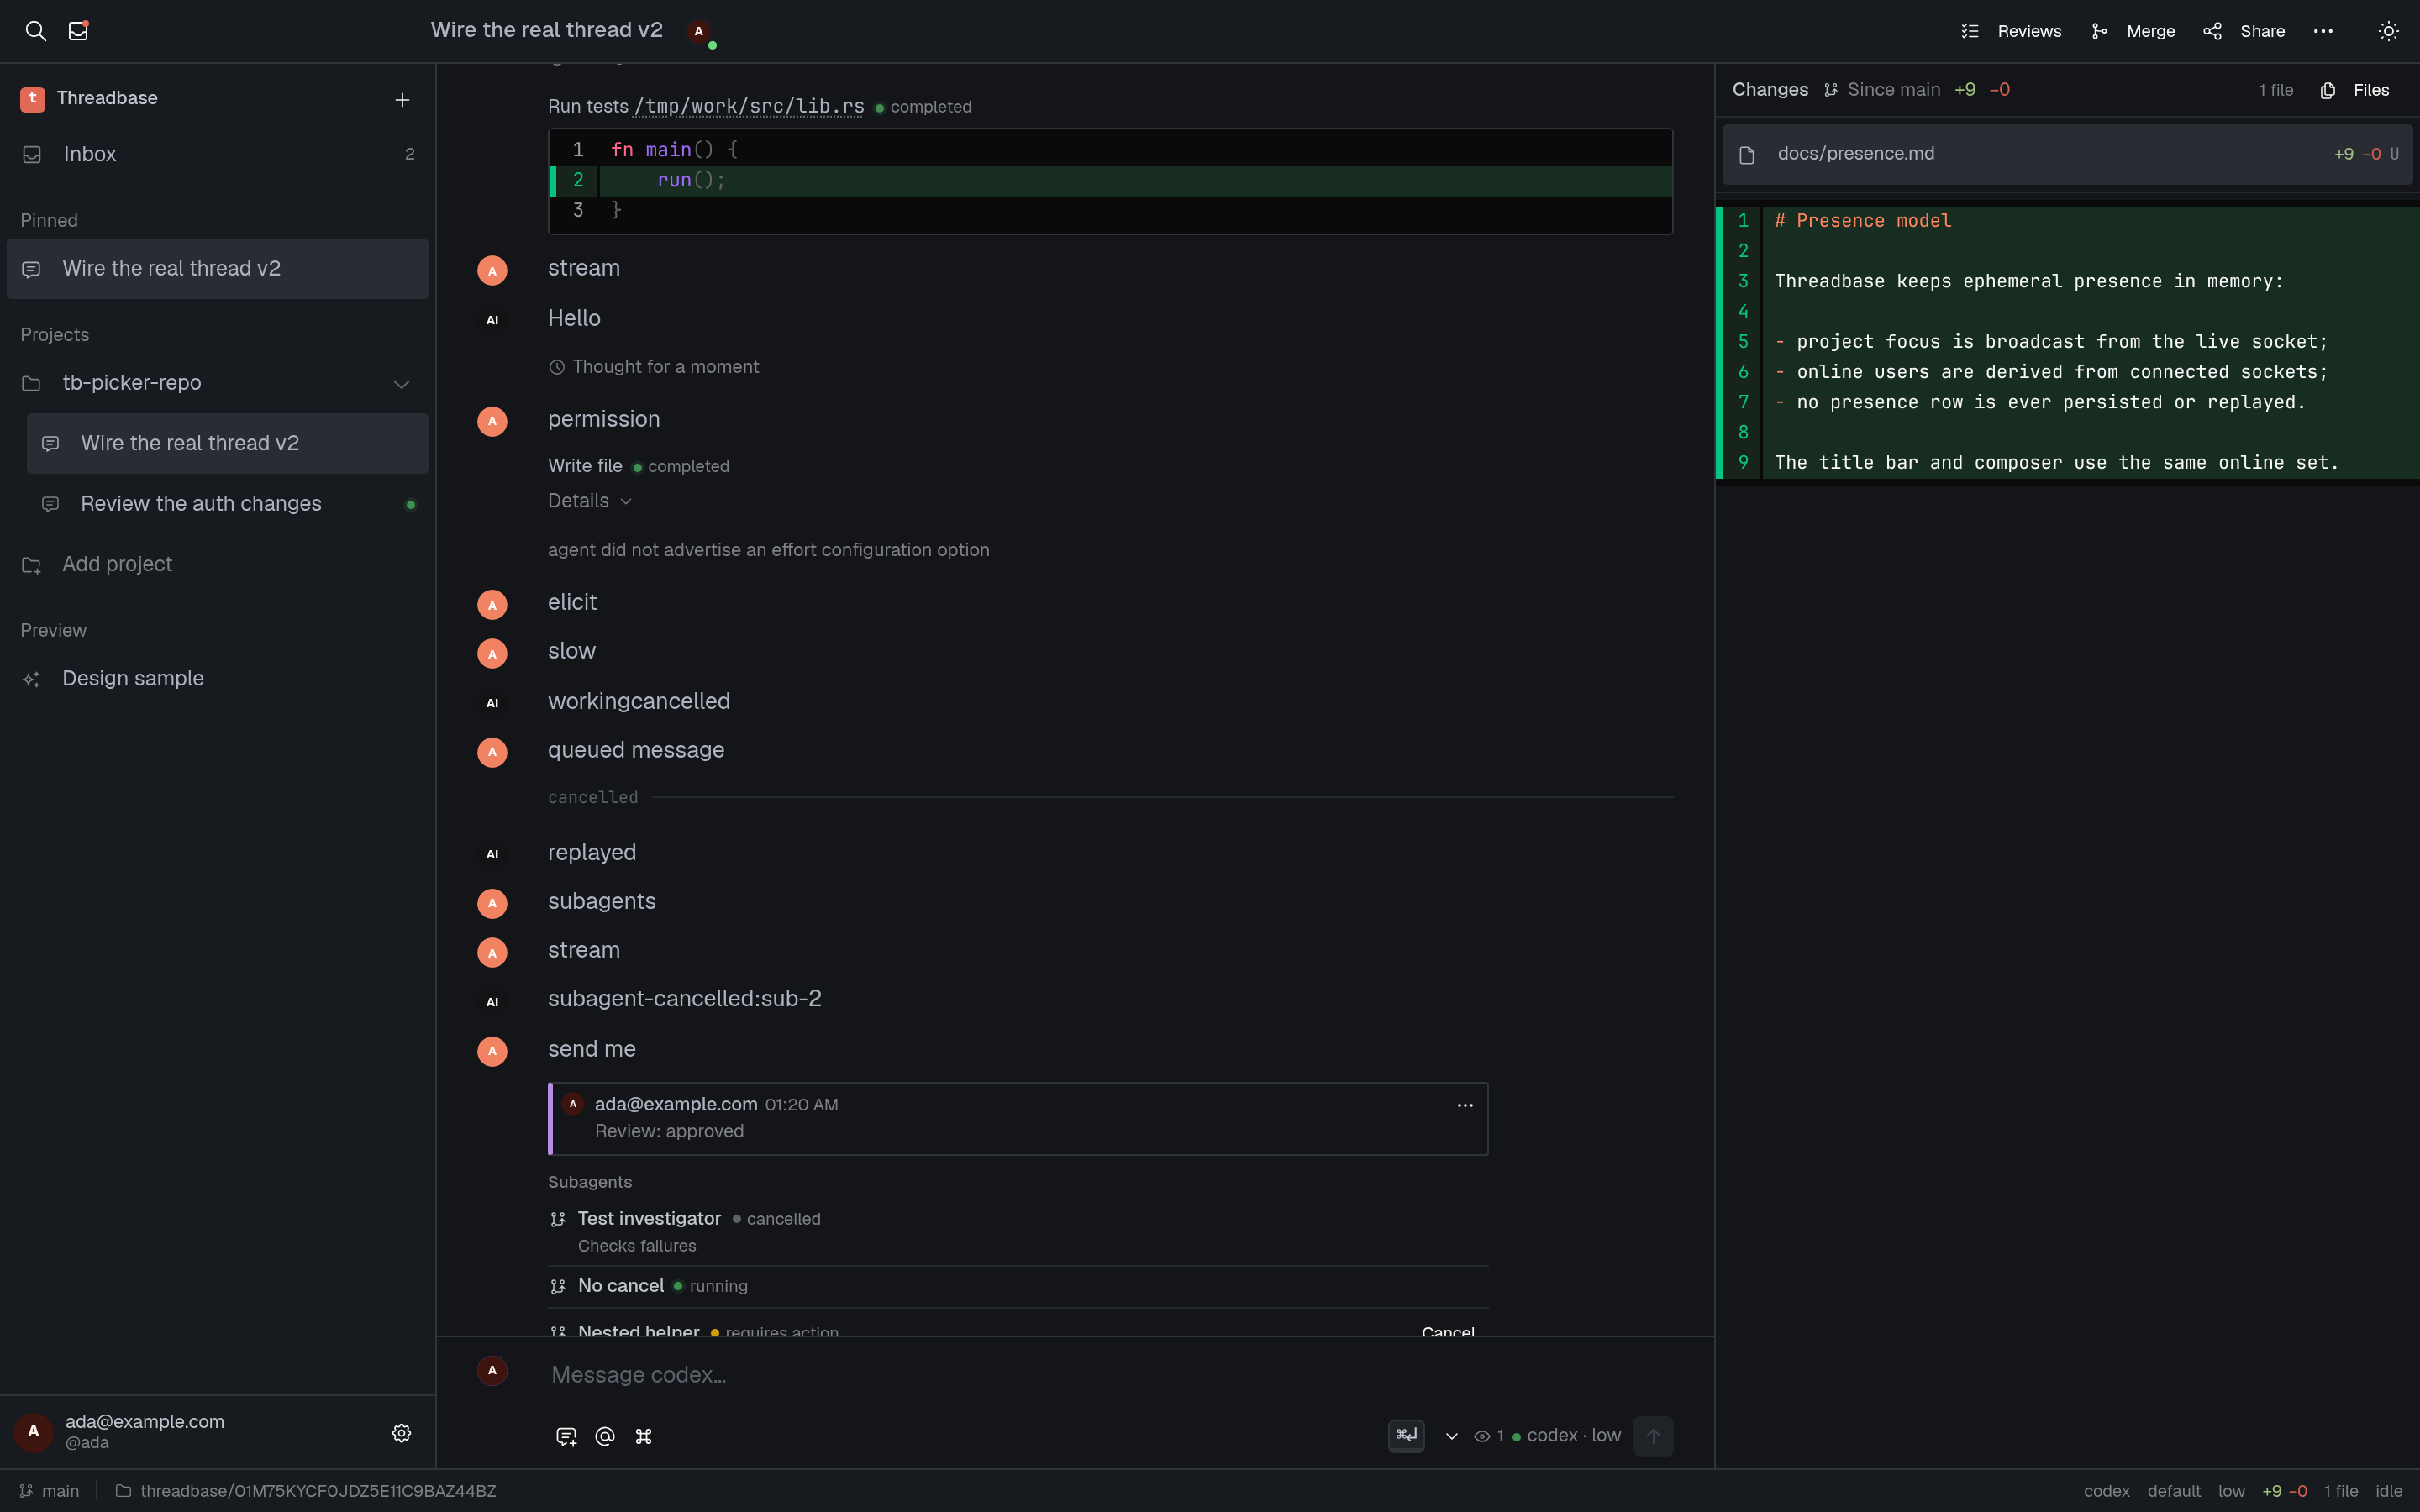 Wire the real thread v2 A
Reviews Merge Share
t Threadbase
Inbox 2
Pinned
Wire the real thread v2
Projects
tb-picker-repo
Wire the real thread v2
Review the auth changes
Add project
Preview
Design sample
ada@example.com
A
@ada
Run tests /tmp/work/src/lib.rs completed
1 fn main() {
2 run();
3 }
A stream
AI Hello
Thought for a moment
A permission
Write file completed
Details
agent did not advertise an effort configuration option
A elicit
A slow
AI workingcancelled
A queued message
cancelled
AI replayed
A subagents
A stream
AI subagent-cancelled:sub-2
A send me
A ada@example.com 01:20 AM
Review: approved
Subagents
Test investigator cancelled
Checks failures
No cancel running
Nested helper requires action Cancel
A Message codex…
⌘↵ 1 codex · low
Changes Since main +9 −0 1 file Files
docs/presence.md +9 −0 U
1 # Presence model
2
3 Threadbase keeps ephemeral presence in memory:
4
5 - project focus is broadcast from the live socket;
6 - online users are derived from connected sockets;
7 - no presence row is ever persisted or replayed.
8
9 The title bar and composer use the same online set.
main threadbase/01M75KYCF0JDZ5E11C9BAZ44BZ
codex default low +9 −0 1 file idle